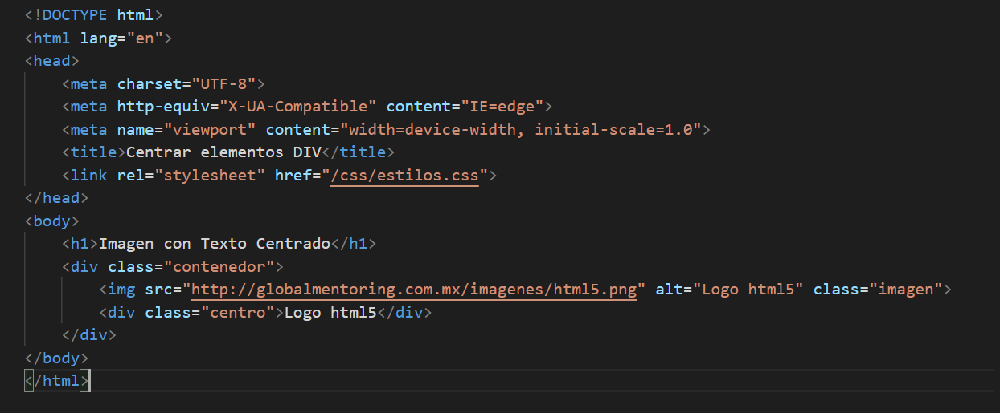 <!DOCTYPE html>
<html lang="en">
<head>
    <meta charset="UTF-8">
    <meta http-equiv="X-UA-Compatible" content="IE=edge">
    <meta name="viewport" content="width=device-width, initial-scale=1.0">
    <title>Centrar elementos DIV</title>
    <link rel="stylesheet" href="/css/estilos.css">
</head>
<body>
    <h1>Imagen con Texto Centrado</h1>
    <div class="contenedor">
        <img src="http://globalmentoring.com.mx/imagenes/html5.png" alt="Logo html5" class="imagen">
        <div class="centro">Logo html5</div>
    </div>
</body>
</html>